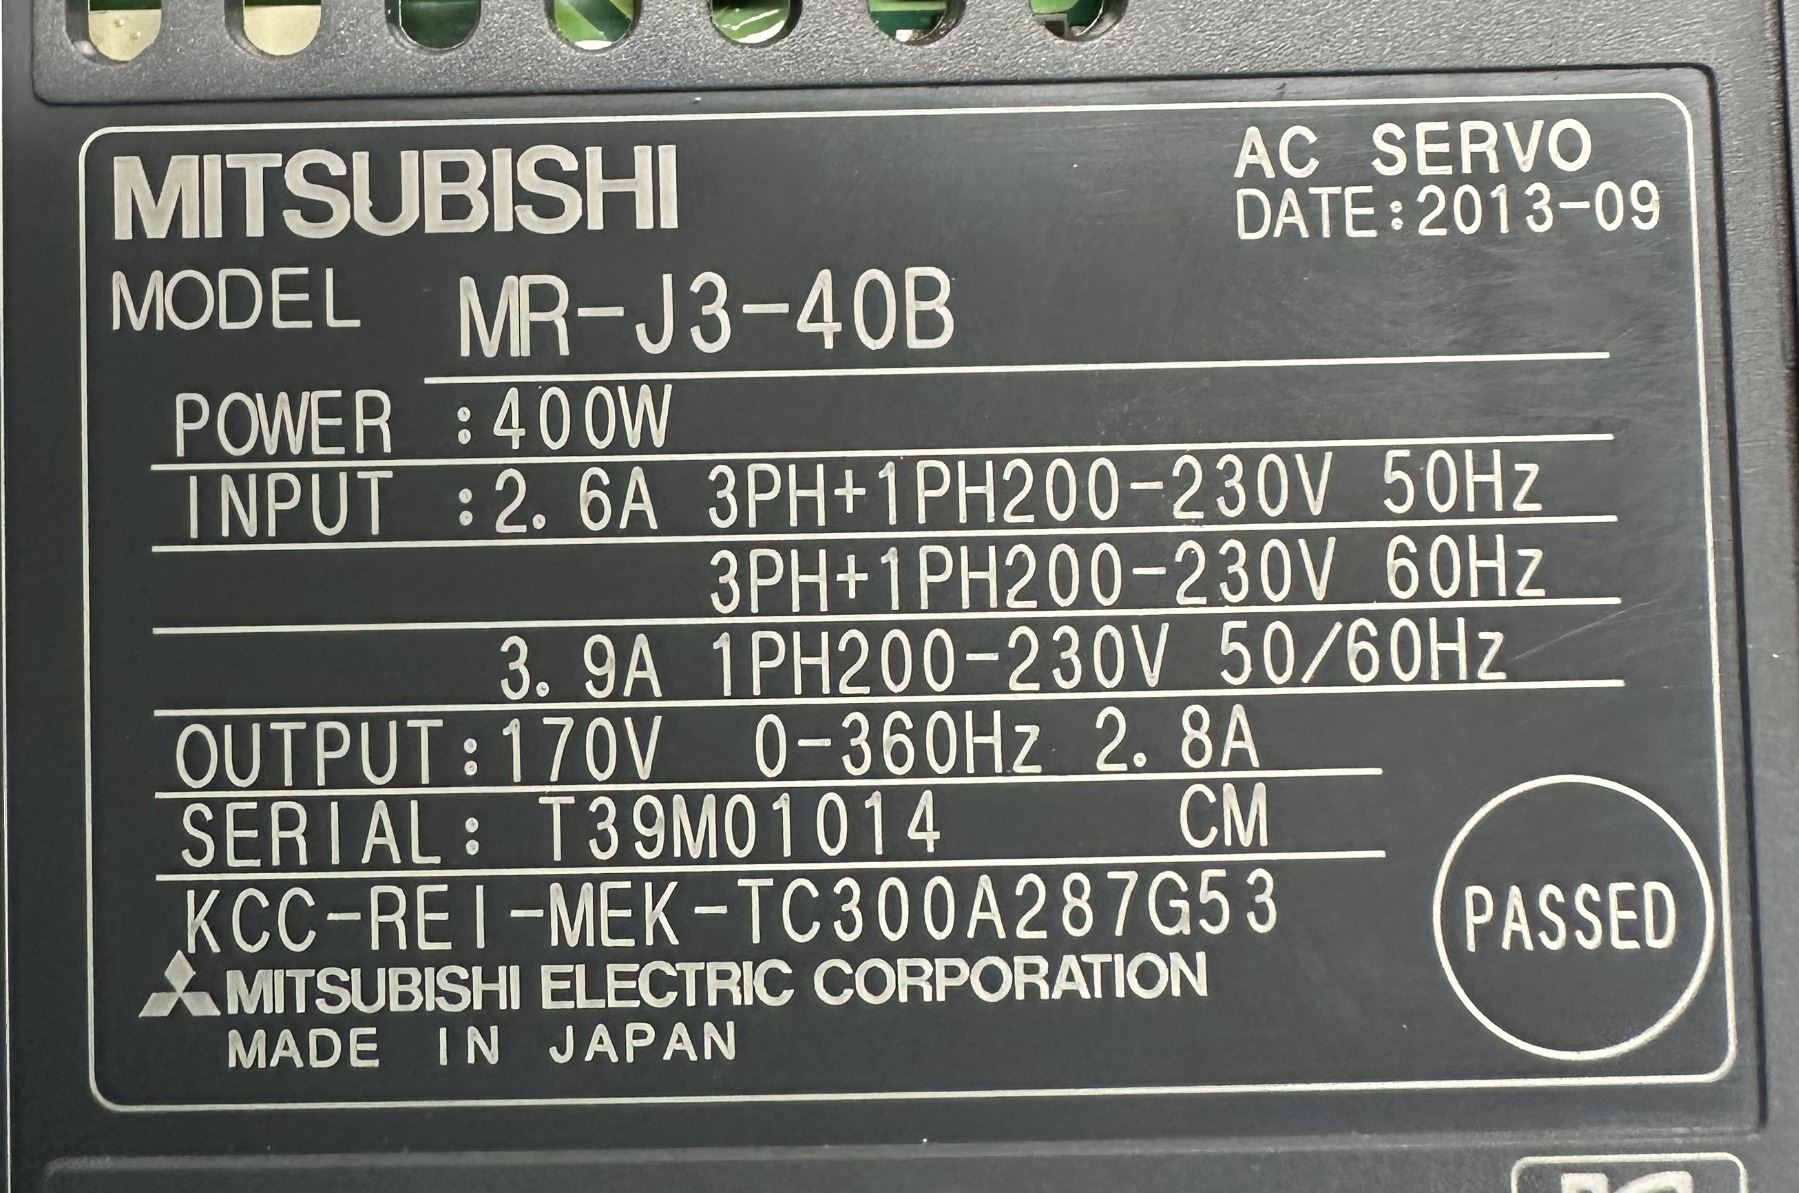 MITSUBISHI
AC SERVO
DATE:2013-09
MODEL MR-J3-40B
POWER :400W
INPUT :2.6A 3PH+1PH200-230V 50Hz
3PH+1PH200-230V 60Hz
3.9A 1PH200-230V 50/60Hz
OUTPUT:170V 0-360Hz 2.8A
SERIAL: T39M01014 CM
KCC-REI-MEK-TC300A287G53
PASSED
MITSUBISHI ELECTRIC CORPORATION
MADE IN JAPAN